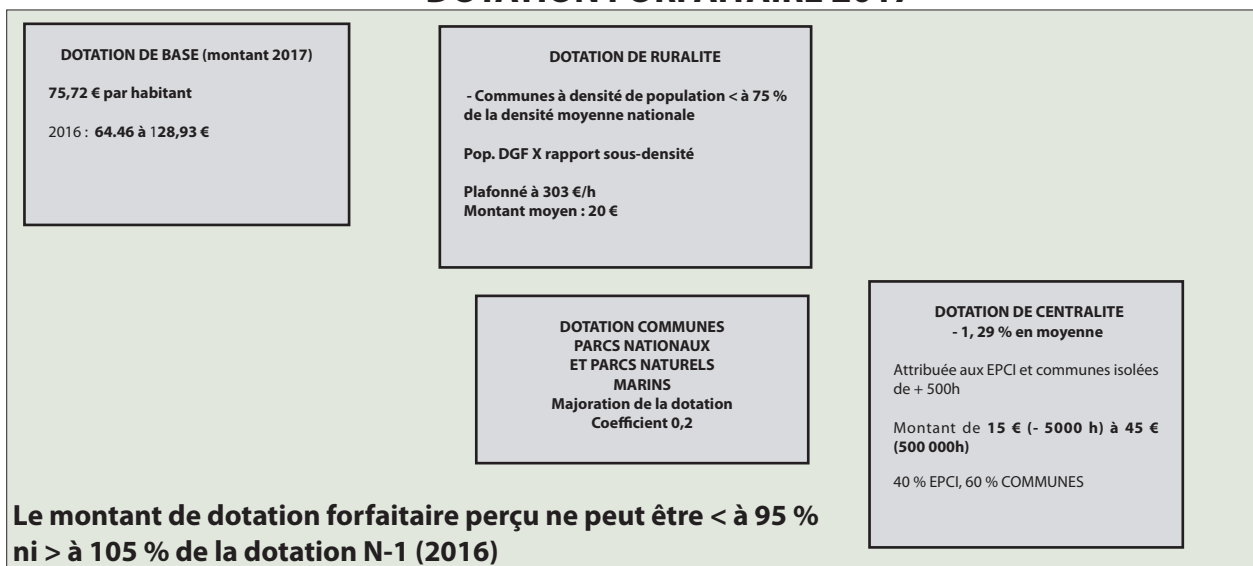 DOTATION FORFAITAIRE 2017
DOTATION DE BASE (montant 2017)
75,72 € par habitant
2016 : 64.46 à 128,93 €
DOTATION DE RURALITE
- Communes à densité de population < à 75 %
de la densité moyenne nationale
Pop. DGF X rapport sous-densité
Plafonné à 303 €/h
Montant moyen : 20 €
DOTATION COMMUNES
PARCS NATIONAUX
ET PARCS NATURELS
MARINS
Majoration de la dotation
Coefficient 0,2
DOTATION DE CENTRALITE
- 1, 29 % en moyenne
Attribuée aux EPCI et communes isolées
de + 500h
Montant de 15 € (- 5000 h) à 45 €
(500 000h)
40 % EPCI, 60 % COMMUNES
Le montant de dotation forfaitaire perçu ne peut être < à 95 %
ni > à 105 % de la dotation N-1 (2016)